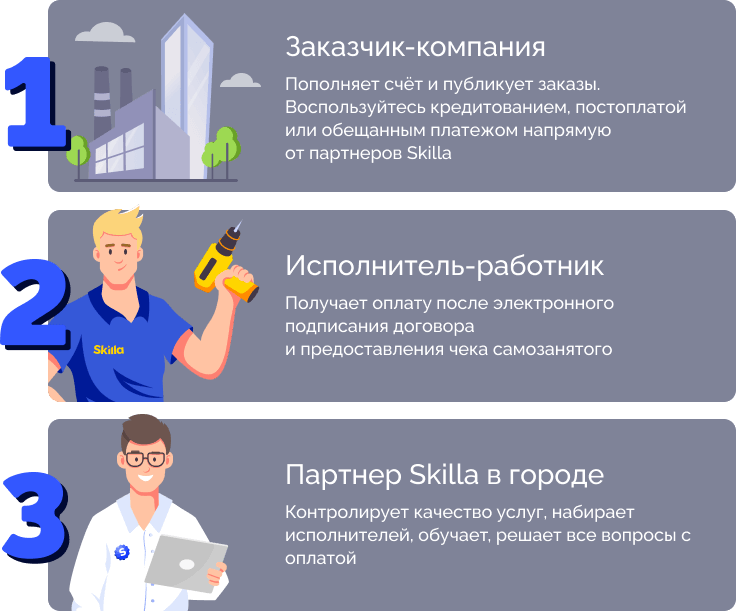 1
Заказчик-компания
Пополняет счёт и публикует заказы.
Воспользуйтесь кредитованием, постоплатой
или обещанным платежом напрямую
от партнеров Skilla
2
Skilla
Исполнитель-работник
Получает оплату после электронного
подписания договора
и предоставления чека самозанятого
3
S
Партнер Skilla в городе
Контролирует качество услуг, набирает
исполнителей, обучает, решает все вопросы с
оплатой